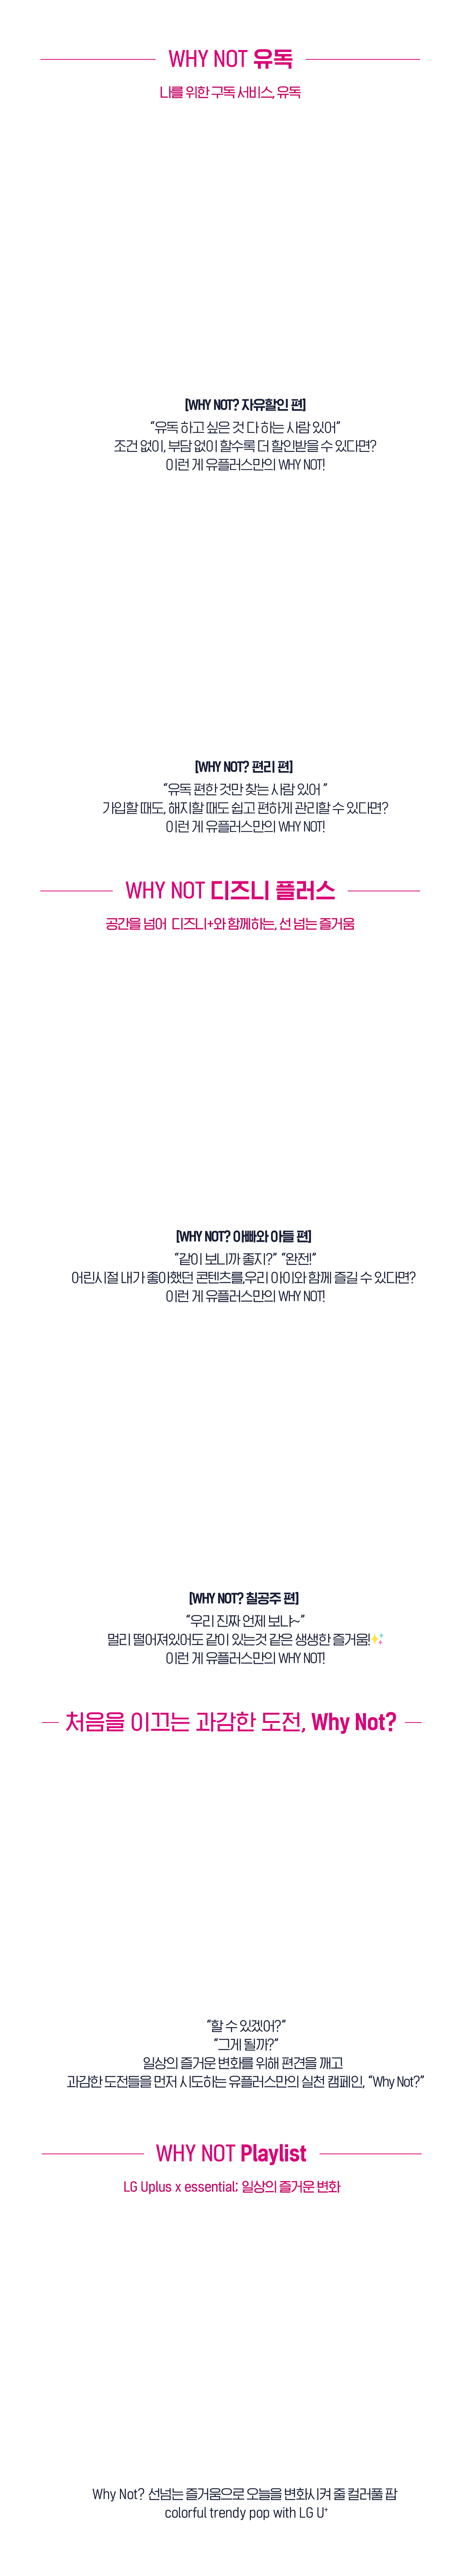 WHY NOT 유독
나를 위한 구독 서비스, 유독
[WHY NOT? 자유할인 편]
“유독 하고 싶은 것 다 하는 사람 있어”
조건 없이, 부담 없이 할수록 더 할인받을 수 있다면?
이런 게 유플러스만의 WHY NOT!
[WHY NOT? 편리 편]
“유독 편한 것만 찾는 사람 있어 ”
가입할 때도, 해지할 때도 쉽고 편하게 관리할 수 있다면?
이런 게 유플러스만의 WHY NOT!
WHY NOT 디즈니 플러스
공간을 넘어 디즈니+와 함께하는, 선 넘는 즐거움
[WHY NOT? 아빠와 아들 편]
“같이 보니까 좋지?” “완전!”
어린시절 내가 좋아했던 콘텐츠를,우리 아이와 함께 즐길 수 있다면?
이런 게 유플러스만의 WHY NOT!
[WHY NOT? 칠공주 편]
“우리 진짜 언제 보냐~”
멀리 떨어져있어도 같이 있는것 같은 생생한 즐거움!✨
이런 게 유플러스만의 WHY NOT!
처음을 이끄는 과감한 도전, Why Not?
“할 수 있겠어?”
“그게 될까?”
일상의 즐거운 변화를 위해 편견을 깨고
과감한 도전들을 먼저 시도하는 유플러스만의 실천 캠페인, “Why Not?”
WHY NOT Playlist
LG Uplus x essential; 일상의 즐거운 변화
Why Not? 선넘는 즐거움으로 오늘을 변화시켜 줄 컬러풀 팝
colorful trendy pop with LG U⁺